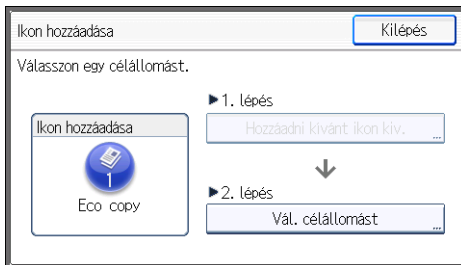 Ikon hozzáadása
Kilépés
Válasszon egy célállomást.
▶1. lépés
Ikon hozzáadása
Hozzáadni kívánt ikon kiv.
...
1
Eco copy
▶2. lépés
Vál. célállomást
...